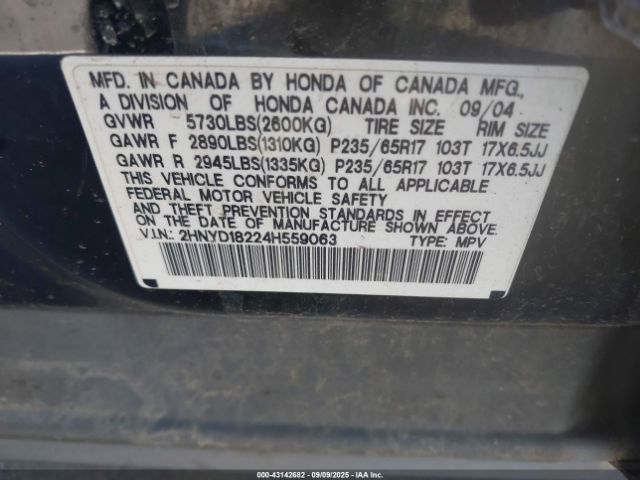 MFD. IN CANADA BY HONDA OF CANADA MFG.,
A DIVISION OF HONDA CANADA INC. 09/04
GVWR 5730LBS(2600KG) TIRE SIZE RIM SIZE
GAWR F 2890LBS(1310KG) P235/65R17 103T 17X6.5JJ
GAWR R 2945LBS(1335KG) P235/65R17 103T 17X6.5JJ
THIS VEHICLE CONFORMS TO ALL APPLICABLE
FEDERAL MOTOR VEHICLE SAFETY
AND THEFT PREVENTION STANDARDS IN EFFECT
ON THE DATE OF MANUFACTURE SHOWN ABOVE.
V.I.N.: 2HNYD18224H559063 TYPE: MPV
000-43142682 - 09/09/2025 - IAA Inc.